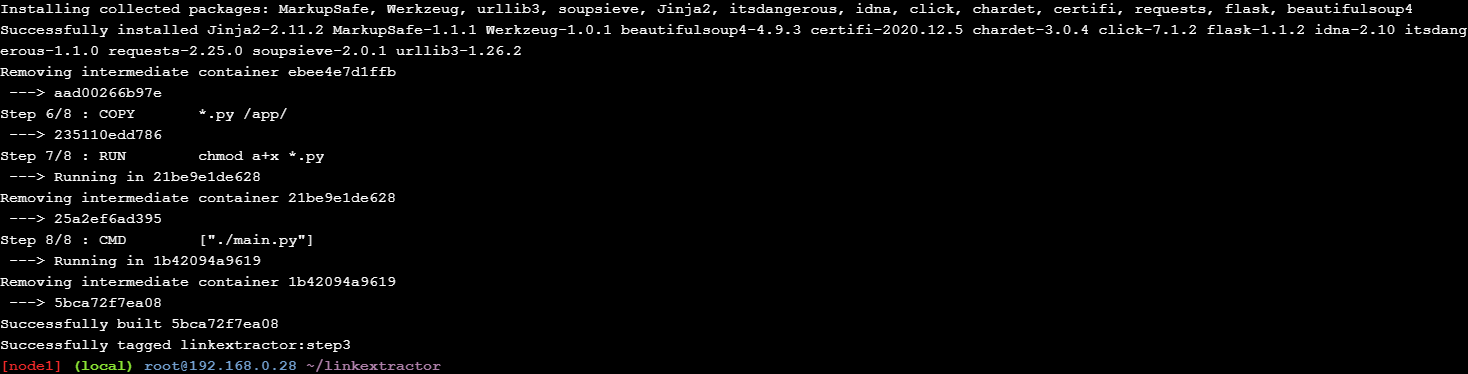 Installing collected packages: MarkupSafe, Werkzeug, urllib3, soupsieve, Jinja2, itsdangerous, idna, click, chardet, certifi, requests, flask, beautifulsoup4
Successfully installed Jinja2-2.11.2 MarkupSafe-1.1.1 Werkzeug-1.0.1 beautifulsoup4-4.9.3 certifi-2020.12.5 chardet-3.0.4 click-7.1.2 flask-1.1.2 idna-2.10 itsdang
erous-1.1.0 requests-2.25.0 soupsieve-2.0.1 urllib3-1.26.2
Removing intermediate container ebee4e7d1ffb
 ---> aad00266b97e
Step 6/8 : COPY        *.py /app/
 ---> 235110edd786
Step 7/8 : RUN         chmod a+x *.py
 ---> Running in 21be9e1de628
Removing intermediate container 21be9e1de628
 ---> 25a2ef6ad395
Step 8/8 : CMD         ["./main.py"]
 ---> Running in 1b42094a9619
Removing intermediate container 1b42094a9619
 ---> 5bca72f7ea08
Successfully built 5bca72f7ea08
Successfully tagged linkextractor:step3
[node1] (local) root@192.168.0.28 ~/linkextractor